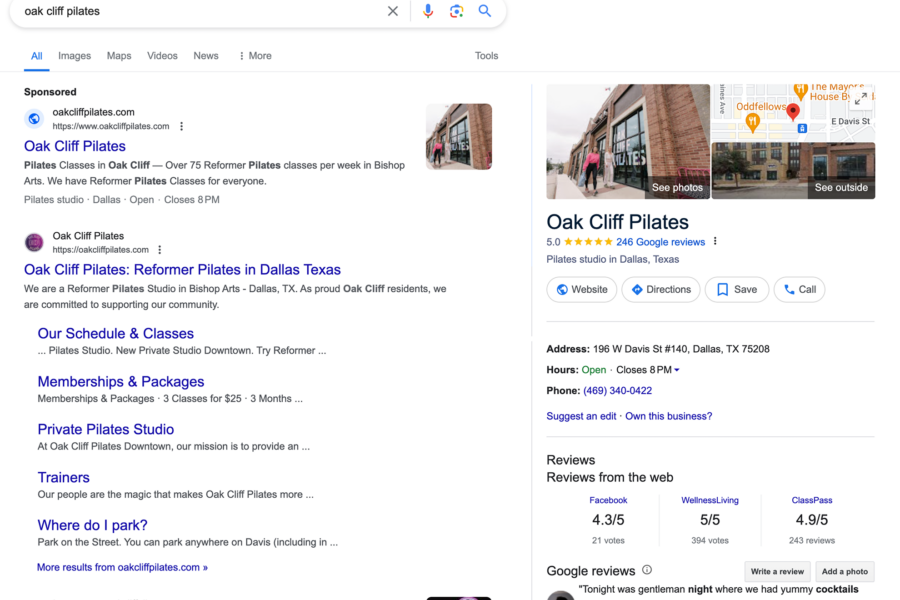 oak cliff pilates
All Images Maps Videos News More Tools
Sponsored
oakcliffpilates.com
https://www.oakcliffpilates.com
Oak Cliff Pilates
Pilates Classes in Oak Cliff — Over 75 Reformer Pilates classes per week in Bishop
Arts. We have Reformer Pilates Classes for everyone.
Pilates studio · Dallas · Open · Closes 8 PM
Oak Cliff Pilates
https://oakcliffpilates.com
Oak Cliff Pilates: Reformer Pilates in Dallas Texas
We are a Reformer Pilates Studio in Bishop Arts - Dallas, TX. As proud Oak Cliff residents, we
are committed to supporting our community.
Our Schedule & Classes
... Pilates Studio. New Private Studio Downtown. Try Reformer ...
Memberships & Packages
Memberships & Packages · 3 Classes for $25 · 3 Months ...
Private Pilates Studio
At Oak Cliff Pilates Downtown, our mission is to provide an ...
Trainers
Our people are the magic that makes Oak Cliff Pilates more ...
Where do I park?
Park on the Street. You can park anywhere on Davis (including in ...
More results from oakcliffpilates.com »
PILATES
The Mayor's
House By
Oddfellows
E Davis St
See photos
See outside
Oak Cliff Pilates
5.0 246 Google reviews
Pilates studio in Dallas, Texas
Website Directions Save Call
Address: 196 W Davis St #140, Dallas, TX 75208
Hours: Open · Closes 8 PM
Phone: (469) 340-0422
Suggest an edit · Own this business?
Reviews
Reviews from the web
Facebook WellnessLiving ClassPass
4.3/5 5/5 4.9/5
21 votes 394 votes 243 reviews
Google reviews Write a review Add a photo
"Tonight was gentleman night where we had yummy cocktails